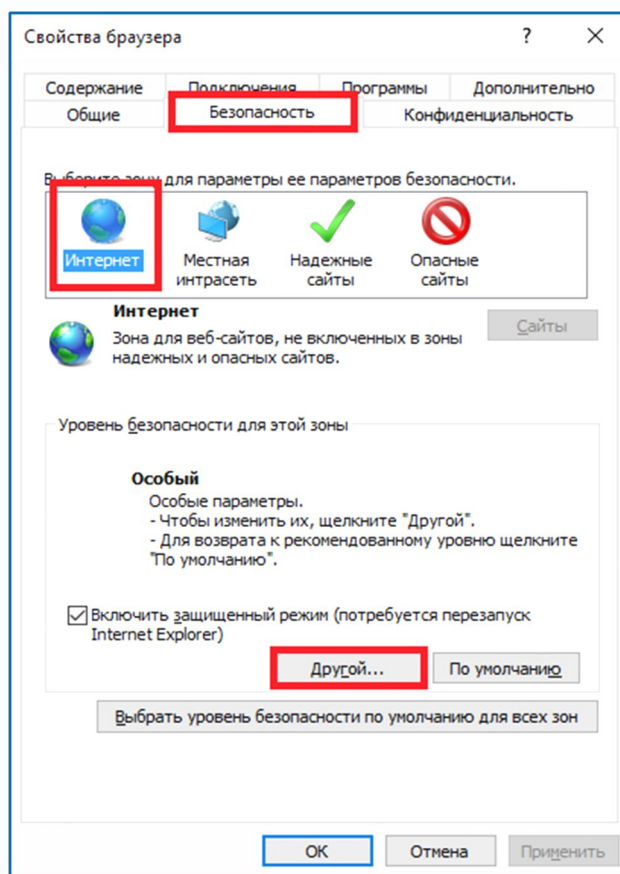 Свойства браузера
?
Содержание Подключения Программы Дополнительно
Общие Безопасность Конфиденциальность
Выберите зону для параметры ее параметров безопасности.
Интернет
Местная
интрасеть
Надежные
сайты
Опасные
сайты
Интернет
Зона для веб-сайтов, не включенных в зоны
надежных и опасных сайтов.
Сайты
Уровень безопасности для этой зоны
Особый
Особые параметры.
- Чтобы изменить их, щелкните "Другой".
- Для возврата к рекомендованному уровню щелкните
"По умолчанию".
Включить защищенный режим (потребуется перезапуск
Internet Explorer)
Другой... По умолчанию
Выбрать уровень безопасности по умолчанию для всех зон
ОК Отмена Применить